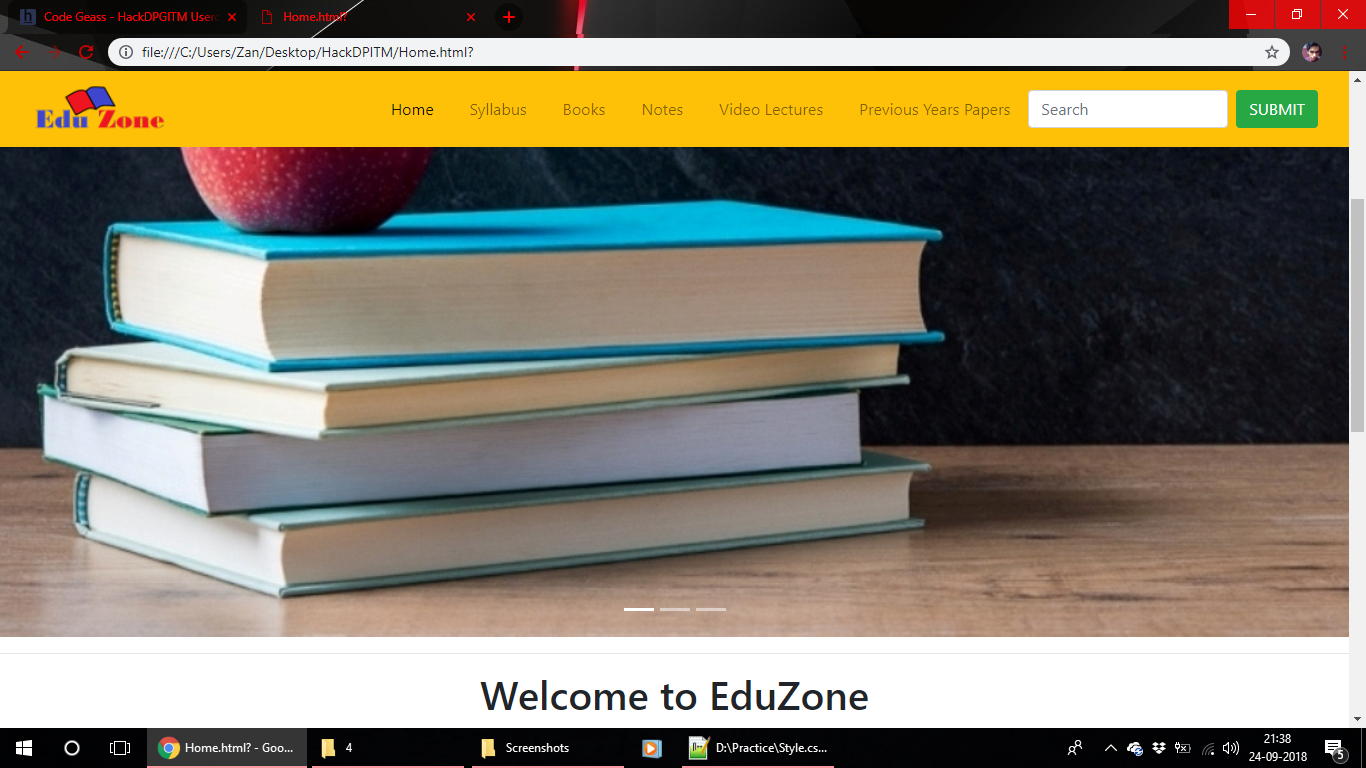 Code Geass - HackDPGITM Userc
Home.html?
file:///C:/Users/Zan/Desktop/HackDPITM/Home.html?
Edu Zone
Home
Syllabus
Books
Notes
Video Lectures
Previous Years Papers
Search
SUBMIT
Welcome to EduZone
Home.html? - Goo...
4
Screenshots
D:\Practice\Style.cs...
21:38
24-09-2018
5